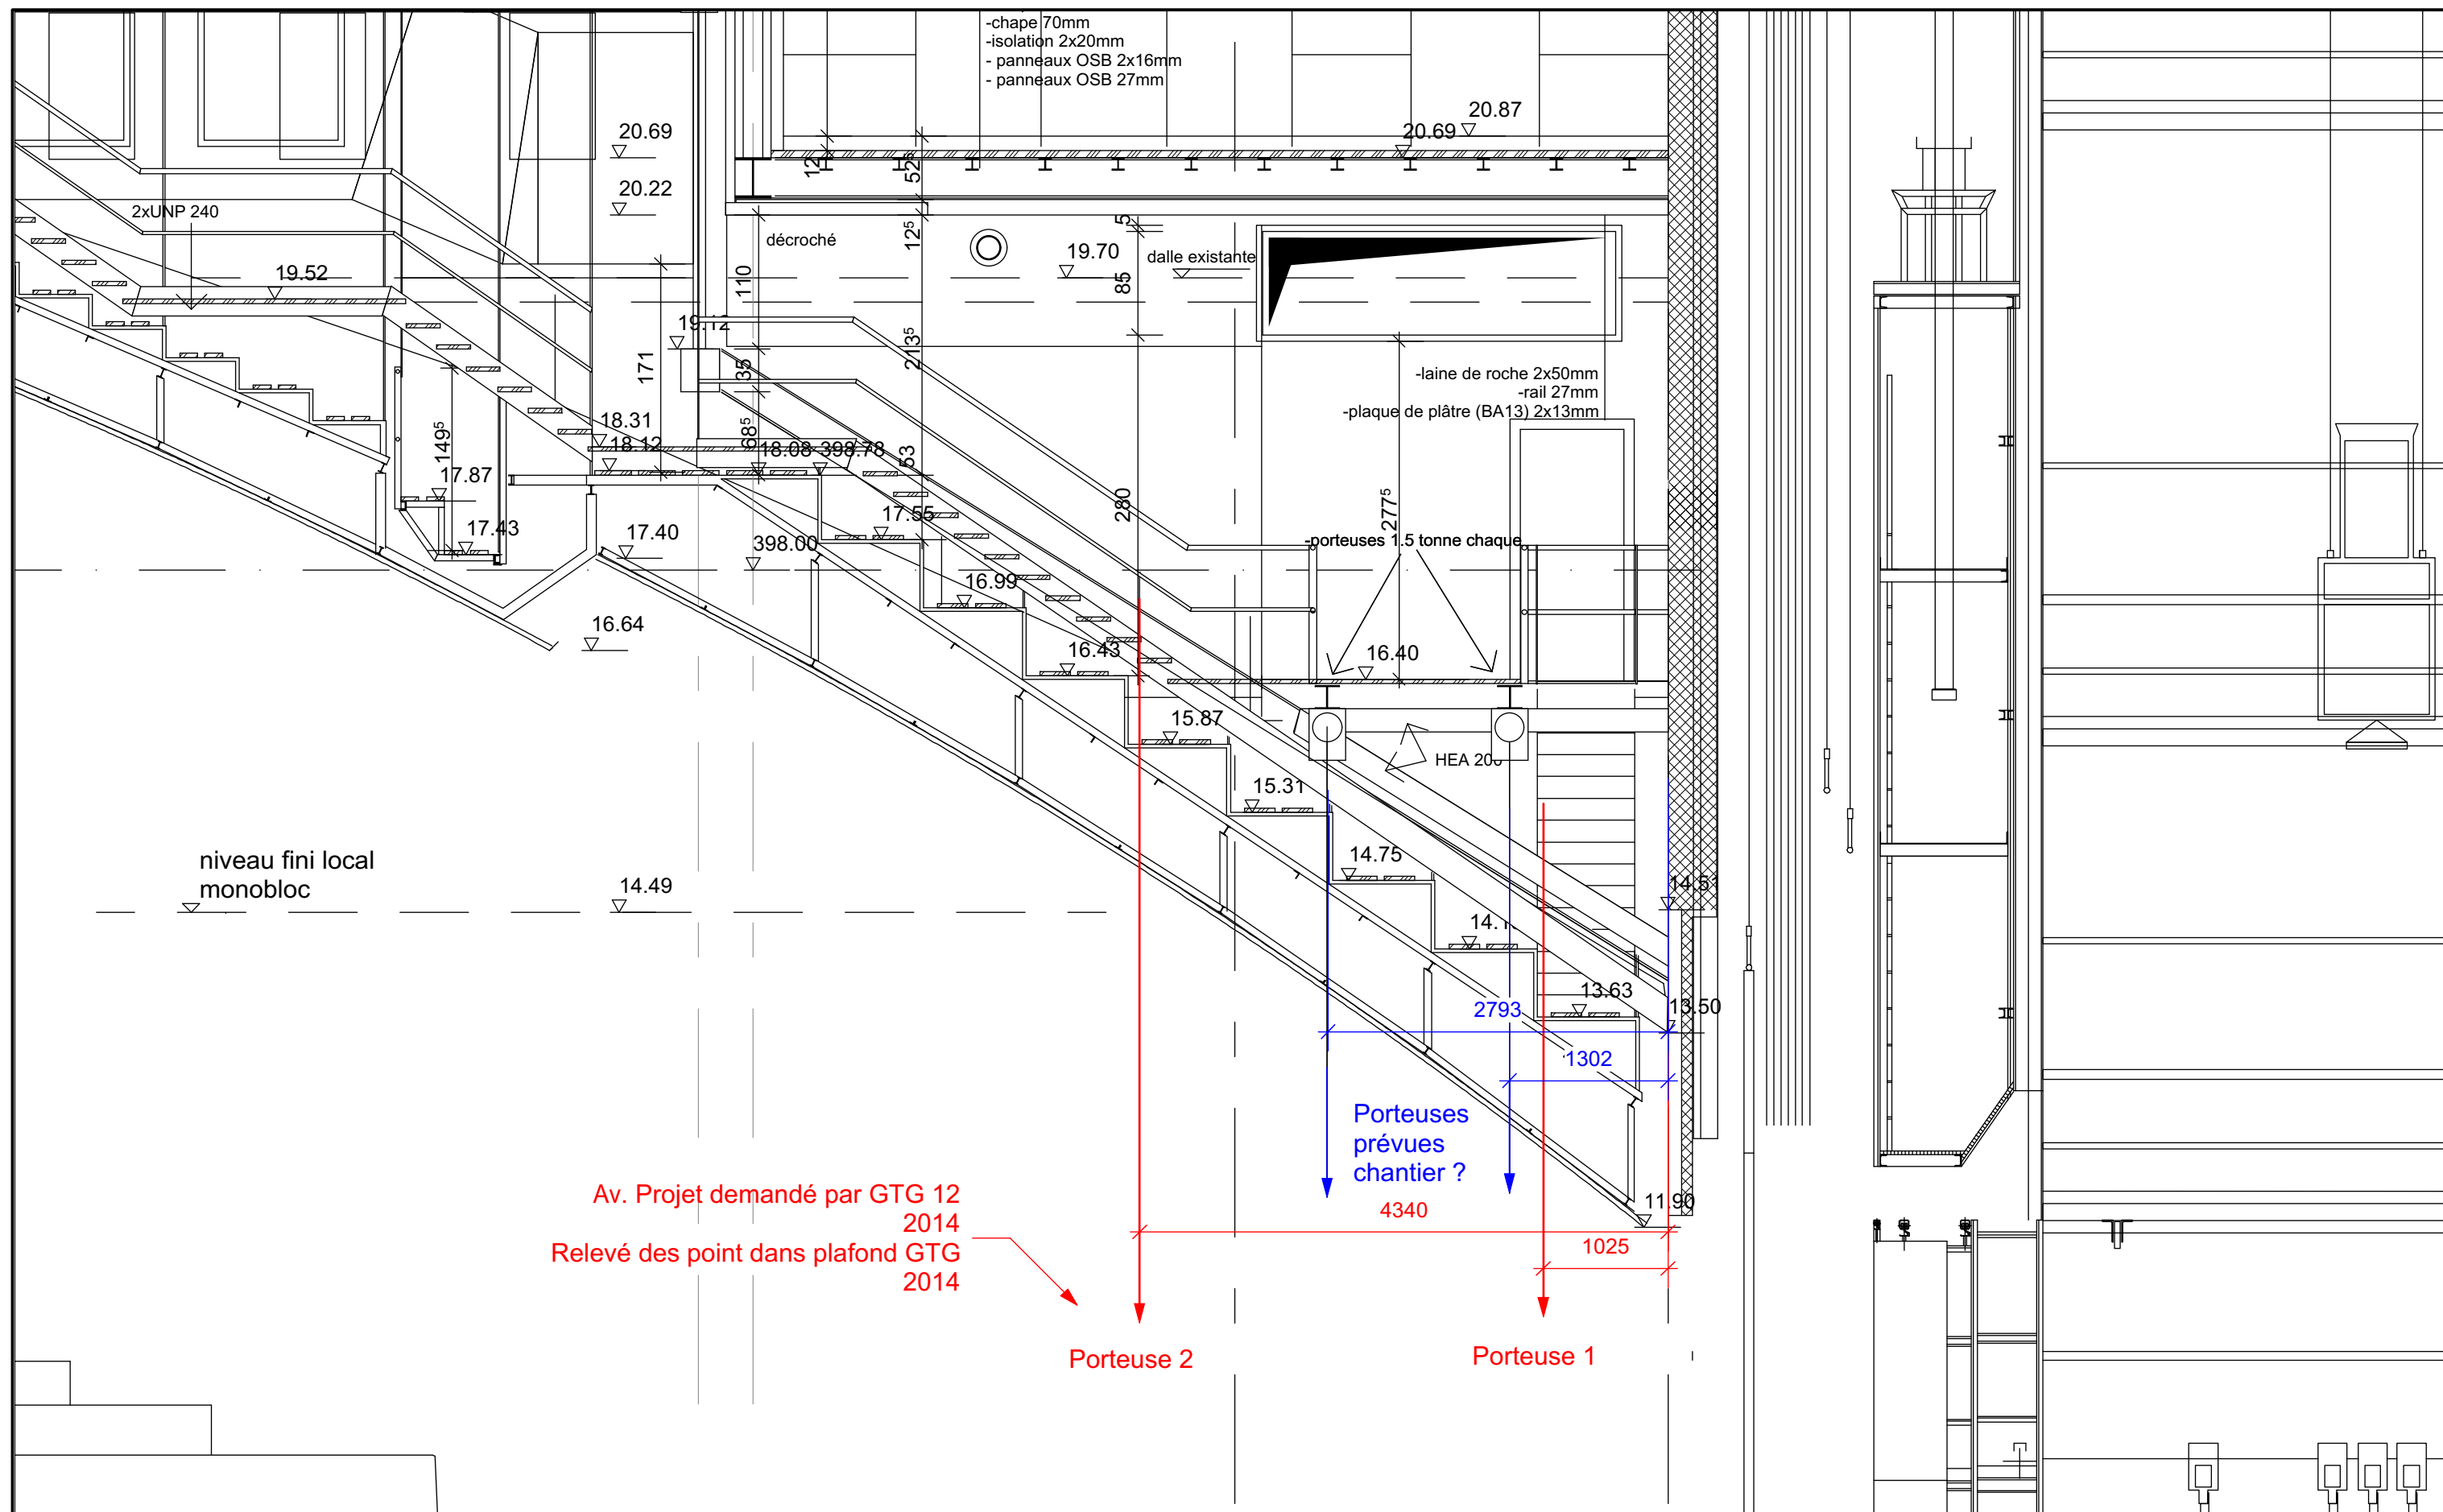 -chape 70mm
-isolation 2x20mm
- panneaux OSB 2x16mm
- panneaux OSB 27mm
20.87
20.69
20.69
12
52⁵
20.22
2xUNP 240
5
12⁵
décroché
19.70
dalle existante
19.52
110
85
19.12
171
35
213⁵
-laine de roche 2x50mm
-rail 27mm
-plaque de plâtre (BA13) 2x13mm
18.31
18.12
68⁵
18.08
398.78
53
149⁵
17.87
280
277⁵
17.55
17.43
17.40
398.00
-porteuses 1.5 tonne chaque
16.99
16.64
16.43
16.40
15.87
HEA 200
15.31
niveau fini local
monobloc
14.75
14.49
14.51
13.63
13.50
2793
1302
Porteuses
prévues
chantier ?
Av. Projet demandé par GTG 12
2014
Relevé des point dans plafond GTG
2014
11.90
4340
1025
Porteuse 2
Porteuse 1